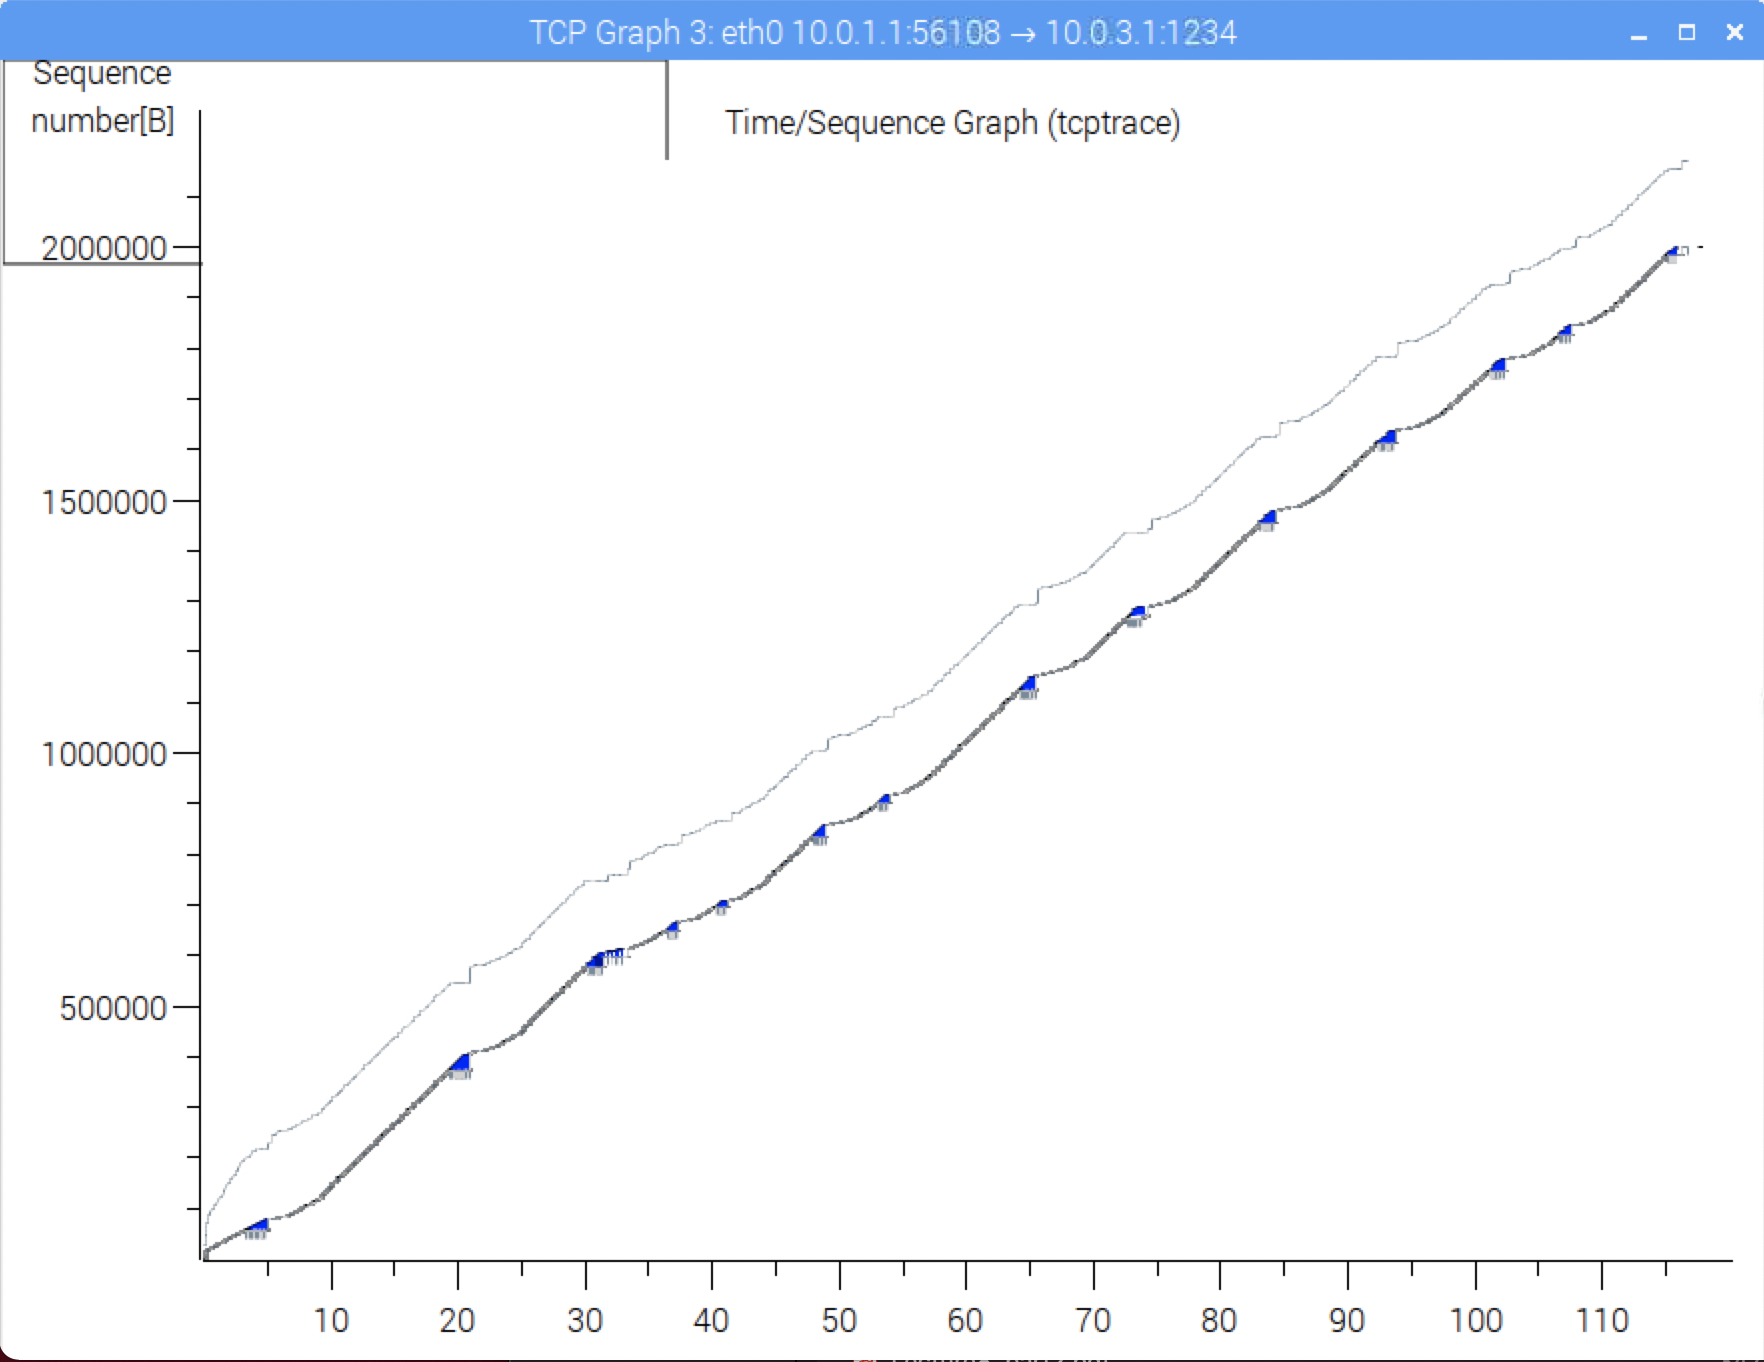 TCP Graph 3: eth0 10.0.1.1:56108 → 10.0.3.1:1234
Sequence
number[B]
Time/Sequence Graph (tcptrace)
2000000
1500000
1000000
500000
10 20 30 40 50 60 70 80 90 100 110